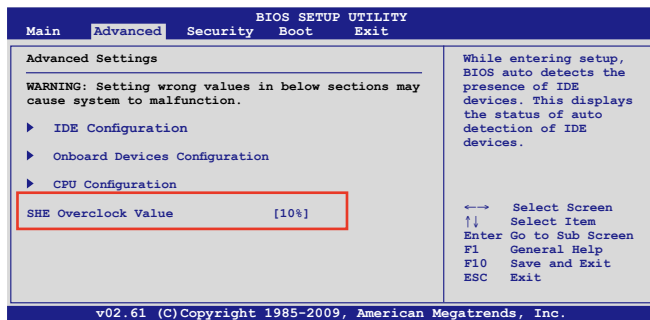 BIOS SETUP UTILITY
Main Advanced Security Boot Exit
Advanced Settings
WARNING: Setting wrong values in below sections may
cause system to malfunction.
IDE Configuration
Onboard Devices Configuration
CPU Configuration
SHE Overclock Value [10%]
While entering setup,
BIOS auto detects the
presence of IDE
devices. This displays
the status of auto
detection of IDE
devices.
←→ Select Screen
↑↓ Select Item
Enter Go to Sub Screen
F1 General Help
F10 Save and Exit
ESC Exit
v02.61 (C)Copyright 1985-2009, American Megatrends, Inc.